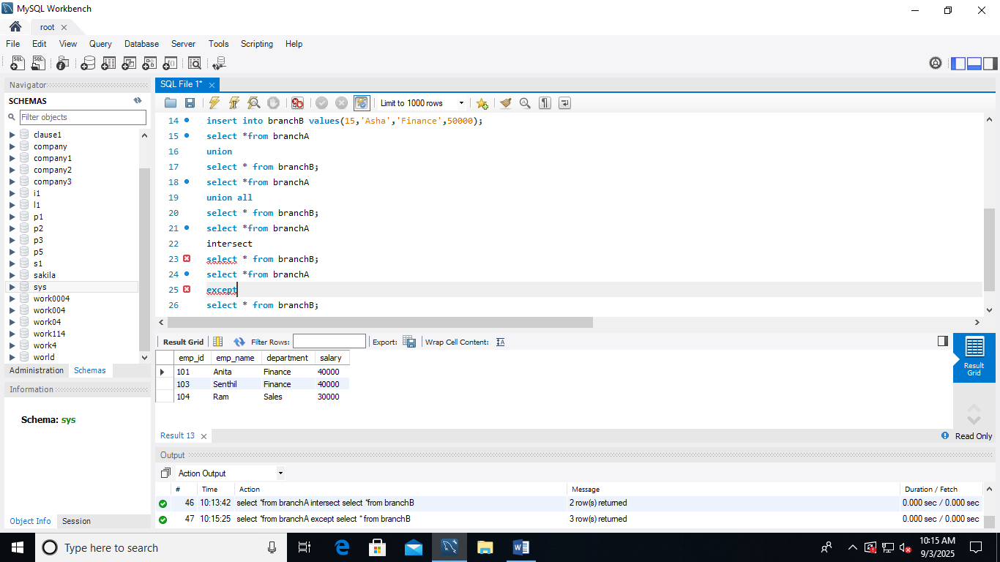 MySQL Workbench
root
File Edit View Query Database Server Tools Scripting Help
Navigator
SCHEMAS
Filter objects
clause1
company
company1
company2
company3
i1
l1
p1
p2
p3
p5
s1
sakila
sys
work0004
work004
work04
work114
work4
world
Administration Schemas
Information
Schema: sys
Object Info Session
SQL File 1*
Limit to 1000 rows
14 insert into branchB values(15,'Asha','Finance',50000);
15 select *from branchA
16 union
17 select * from branchB;
18 select *from branchA
19 union all
20 select * from branchB;
21 select *from branchA
22 intersect
23 select * from branchB;
24 select *from branchA
25 except
26 select * from branchB;
Result Grid Filter Rows: Export: Wrap Cell Content: IA
emp_id emp_name department salary
101 Anita Finance 40000
103 Senthil Finance 40000
104 Ram Sales 30000
Result Grid
Result 13
Read Only
Output
Action Output
# Time Action Message Duration / Fetch
46 10:13:42 select *from branchA intersect select *from branchB 2 row(s) returned 0.000 sec / 0.000 sec
47 10:15:25 select *from branchA except select * from branchB 3 row(s) returned 0.000 sec / 0.000 sec
Type here to search
10:15 AM
9/3/2025